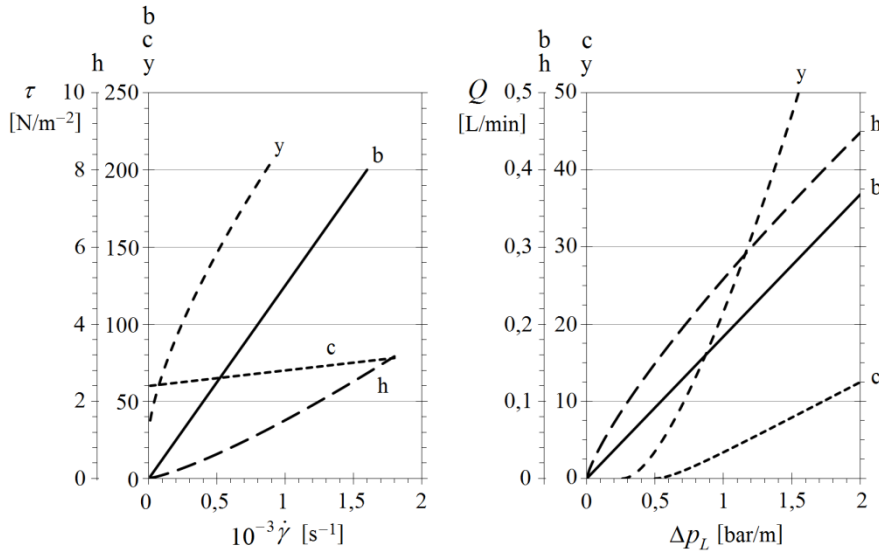 b
c
h y
τ 10 250
[N/m⁻²]
8 200
6 150
4 100
2 50
0 0
y
b
c
h
0 0,5 1 1,5 2
10⁻³ γ̇ [s⁻¹]
b c
h y
Q 0,5 50
[L/min]
0,4 40
0,3 30
0,2 20
0,1 10
0 0
y
h
b
c
0 0,5 1 1,5 2
Δp_L [bar/m]